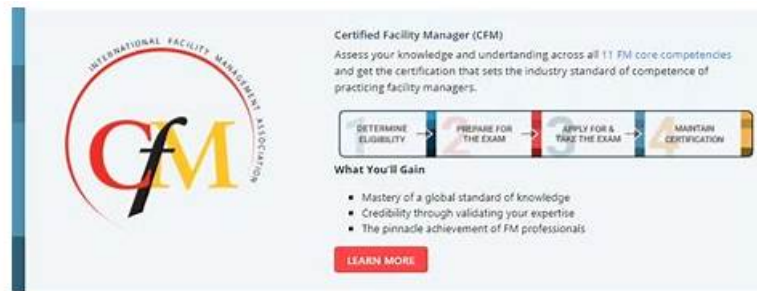 INTERNATIONAL FACILITY MANAGEMENT ASSOCIATION
CfM
Certified Facility Manager (CFM)
Assess your knowledge and undertanding across all 11 FM core competencies
and get the certification that sets the industry standard of competence of
practicing facility managers.
1 DETERMINE
ELIGIBILITY
2 PREPARE FOR
THE EXAM
3 APPLY FOR &
TAKE THE EXAM
4 MAINTAIN
CERTIFICATION
What You'll Gain
Mastery of a global standard of knowledge
Credibility through validating your expertise
The pinnacle achievement of FM professionals
LEARN MORE